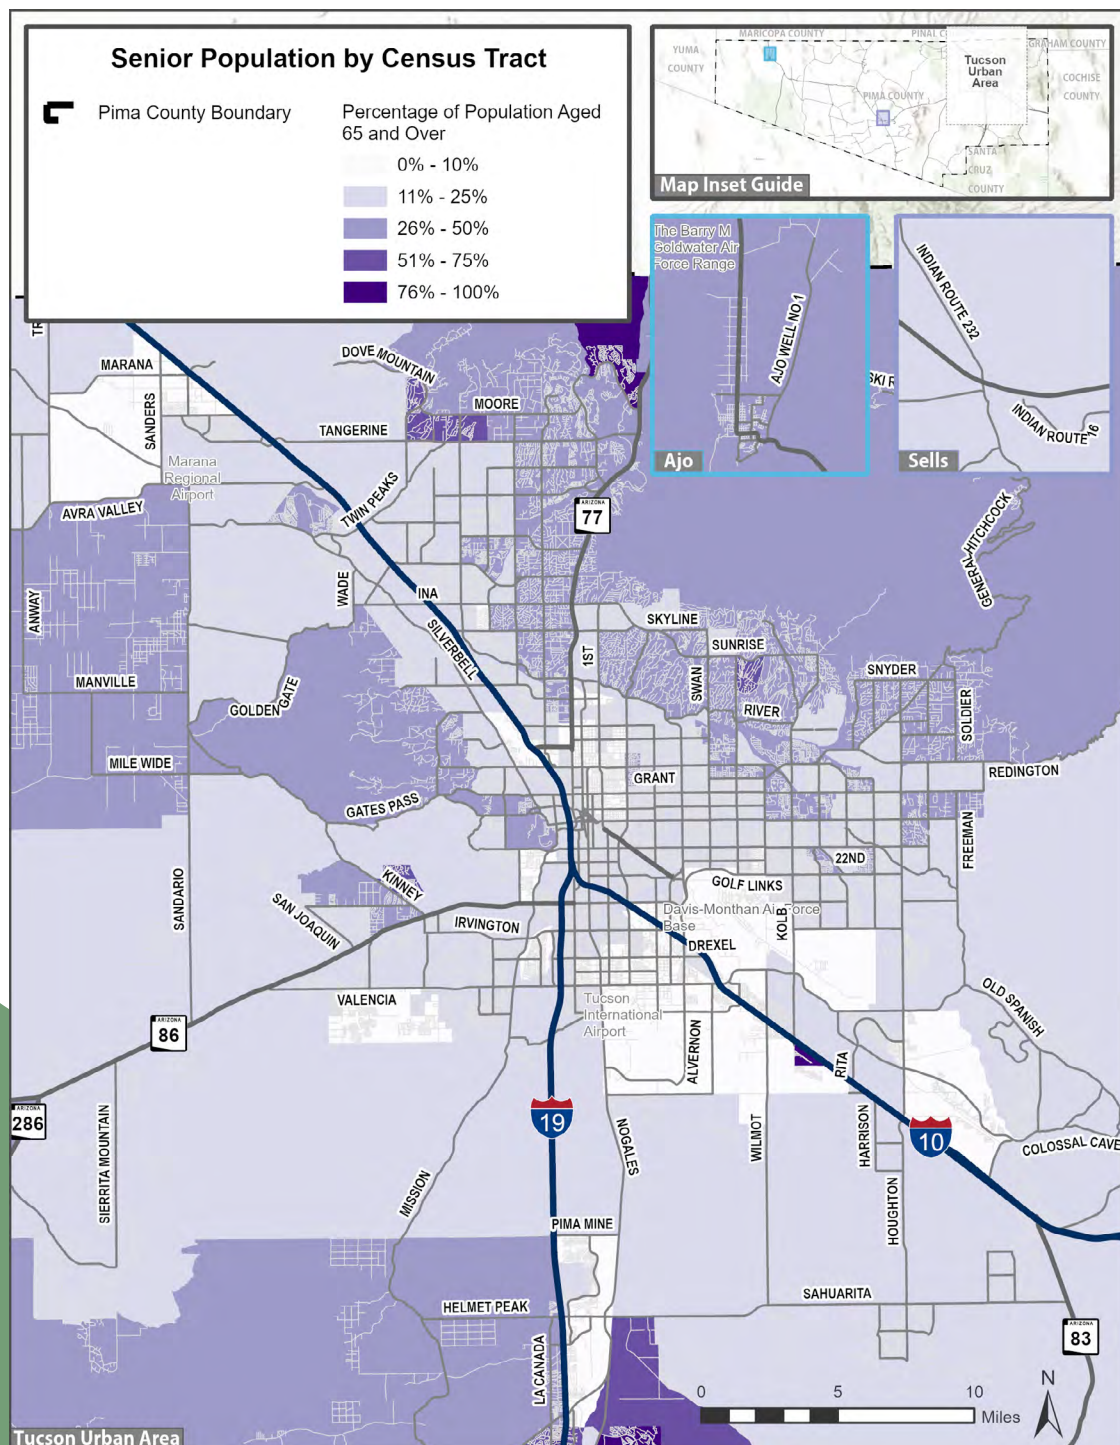 Senior Population by Census Tract
Pima County Boundary
Percentage of Population Aged
65 and Over
0% - 10%
11% - 25%
26% - 50%
51% - 75%
76% - 100%
MARICOPA COUNTY
YUMA
COUNTY
GRAHAM COUNTY
Tucson
Urban
Area
COCHISE
COUNTY
PIMA COUNTY
SANTA
CRUZ
COUNTY
Map Inset Guide
The Barry M
Goldwater Air
Force Range
AJO WELL NO 1
Ajo
INDIAN ROUTE 232
INDIAN ROUTE 16
Sells
DOVE MOUNTAIN
MARANA
SANDERS
MOORE
TANGERINE
Marana
Regional
Airport
TWIN PEAKS
ARIZONA
77
AVRA VALLEY
GENERAL HITCHCOCK
ANWAY
WADE
INA
SILVERBELL
SKYLINE
1ST
SUNRISE
SWAN
SNYDER
MANVILLE
GOLDEN GATE
RIVER
SOLDIER
MILE WIDE
GRANT
REDINGTON
GATES PASS
FREEMAN
22ND
KINNEY
GOLF LINKS
SANDARIO
SAN JOAQUIN
IRVINGTON
Davis-Monthan Air Force
Base
KOLB
DREXEL
VALENCIA
Tucson
International
Airport
OLD SPANISH
ARIZONA
86
ALVERNON
RITA
ARIZONA
286
19
NOGALES
WILMOT
HARRISON
10
COLOSSAL CAVE
SIERRITA MOUNTAIN
MISSION
HOUGHTON
PIMA MINE
SAHUARITA
HELMET PEAK
LA CANADA
ARIZONA
83
N
0 5 10
Miles
Tucson Urban Area